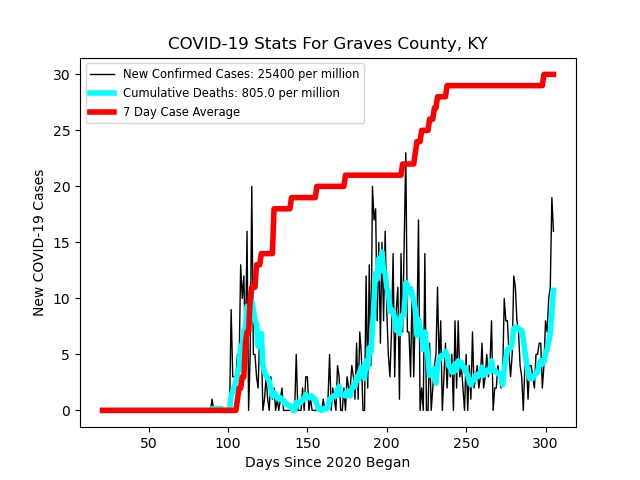 COVID-19 Stats For Graves County, KY
New Confirmed Cases: 25400 per million
Cumulative Deaths: 805.0 per million
7 Day Case Average
30
25
20
15
10
5
0
New COVID-19 Cases
50 100 150 200 250 300
Days Since 2020 Began